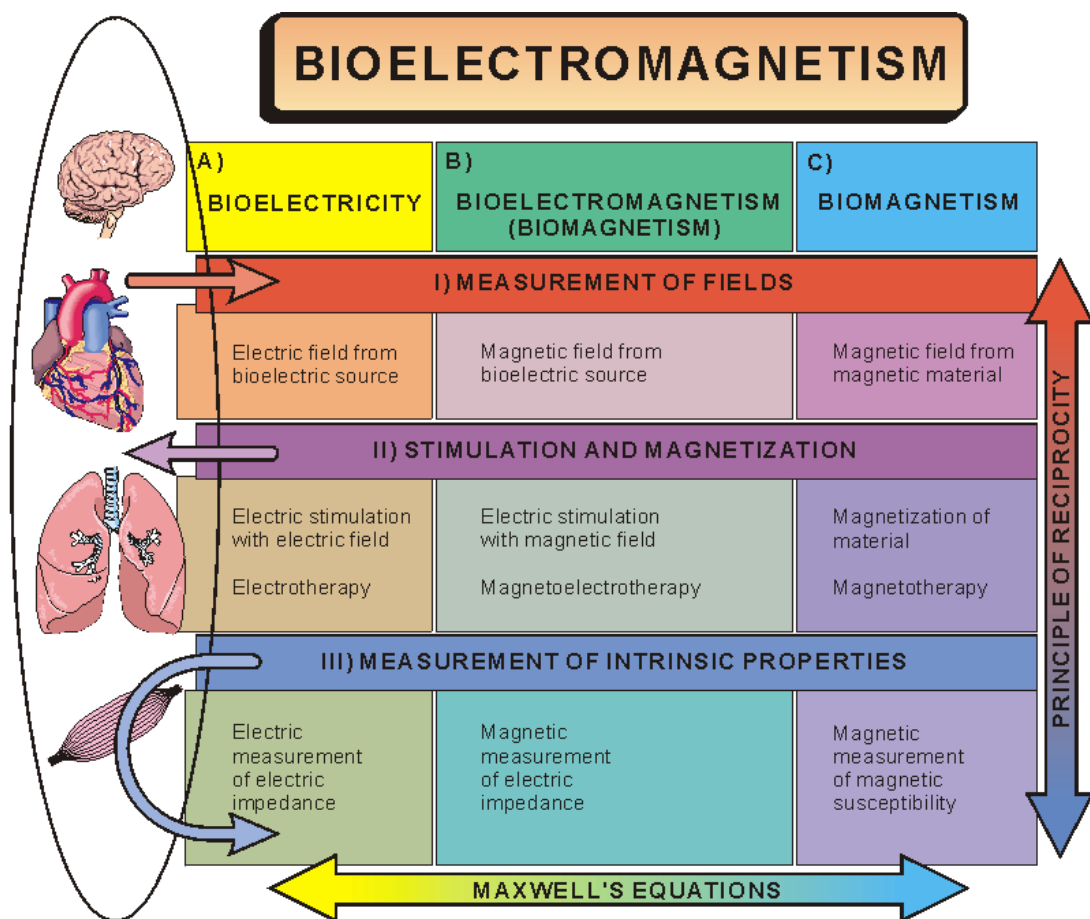 BIOELECTROMAGNETISM
A)
BIOELECTRICITY
B)
BIOELECTROMAGNETISM
(BIOMAGNETISM)
C)
BIOMAGNETISM
I) MEASUREMENT OF FIELDS
Electric field from
bioelectric source
Magnetic field from
bioelectric source
Magnetic field from
magnetic material
II) STIMULATION AND MAGNETIZATION
Electric stimulation
with electric field
Electrotherapy
Electric stimulation
with magnetic field
Magnetoelectrotherapy
Magnetization of
material
Magnetotherapy
III) MEASUREMENT OF INTRINSIC PROPERTIES
Electric
measurement
of electric
impedance
Magnetic
measurement
of electric
impedance
Magnetic
measurement
of magnetic
susceptibility
PRINCIPLE OF RECIPROCITY
MAXWELL'S EQUATIONS